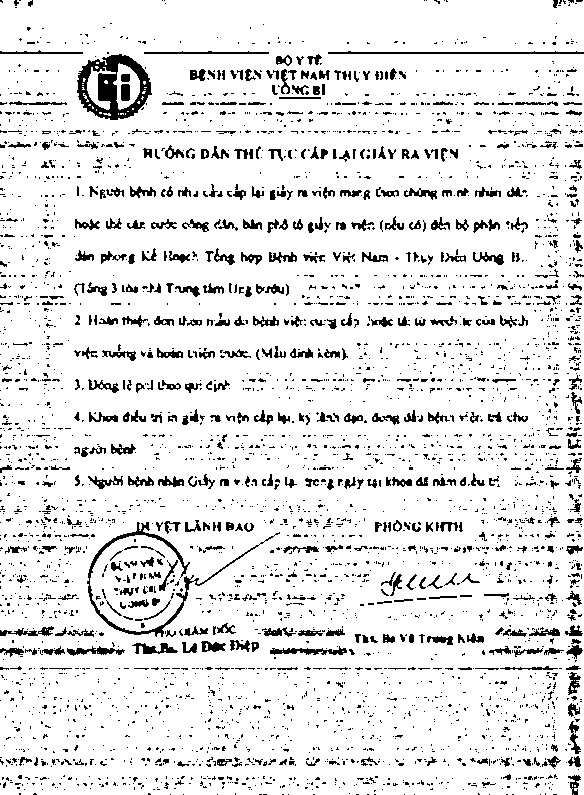 BỘ Y TẾ
BỆNH VIỆN VIỆT NAM THỤY ĐIỂN
UÔNG BÍ
HƯỚNG DẪN THỦ TỤC CẤP LẠI GIẤY RA VIỆN
1. Người bệnh có nhu cầu cấp lại giấy ra viện mang theo chứng minh nhân dân
hoặc thẻ căn cước công dân, bản phô tô giấy ra viện (nếu có) đến bộ phận tiếp
dân phòng Kế Hoạch Tổng hợp Bệnh viện Việt Nam - Thụy Điển Uông Bí.
(Tầng 3 tòa nhà Trung tâm Ung bướu)
2. Hoàn thiện đơn theo mẫu do bệnh viện cung cấp hoặc tải từ website của bệnh
viện xuống và hoàn thiện trước. (Mẫu đính kèm).
3. Đóng lệ phí theo qui định
4. Khoa điều trị in giấy ra viện cấp lại, ký lãnh đạo, đóng dấu bệnh viện trả cho
người bệnh
5. Người bệnh nhận Giấy ra viện cấp lại trong ngày tại khoa đã nằm điều trị
DUYỆT LÃNH ĐẠO PHÒNG KHTH
BỆNH VIỆN
VIỆT NAM
THỤY ĐIỂN
UÔNG BÍ
PHÓ GIÁM ĐỐC
Ths.Bs. Lê Đức Điệp
Ths. Bs Vũ Trung Kiên